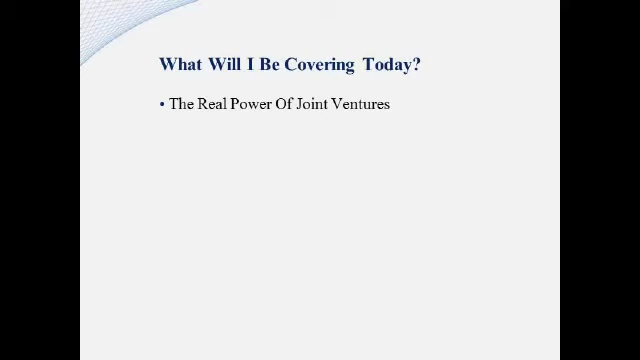 What Will I Be Covering Today?
• The Real Power Of Joint Ventures